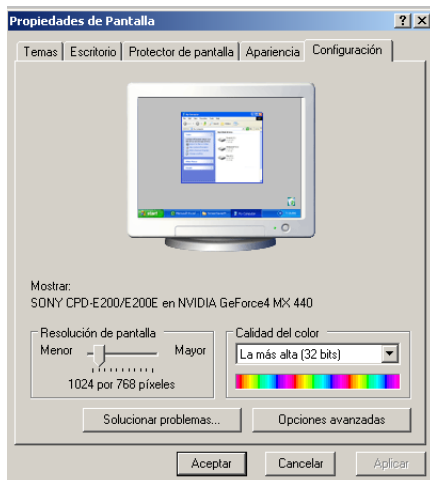 Propiedades de Pantalla
Temas Escritorio Protector de pantalla Apariencia Configuración
start
Mostrar:
SONY CPD-E200/E200E en NVIDIA GeForce4 MX 440
Resolución de pantalla
Menor Mayor
1024 por 768 píxeles
Calidad del color
La más alta (32 bits)
Solucionar problemas... Opciones avanzadas
Aceptar Cancelar Aplicar